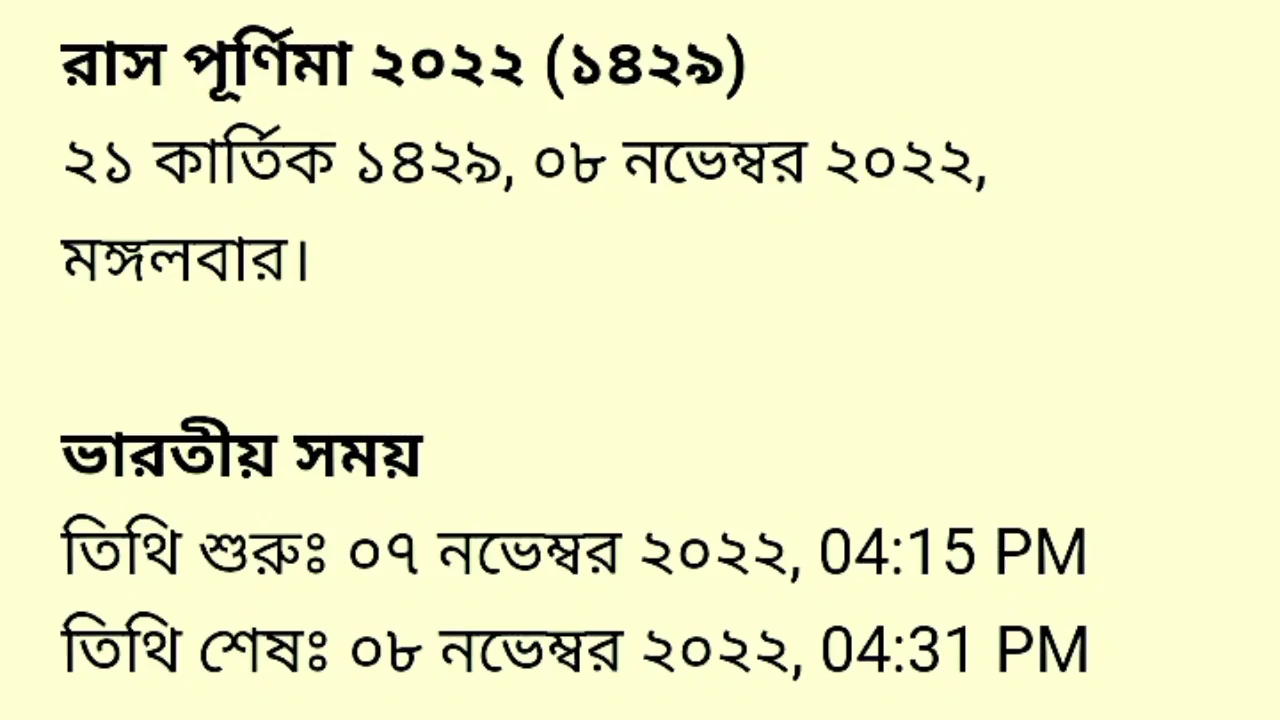 রাস পূর্ণিমা ২০২২ (১৪২৯)
২১ কার্তিক ১৪২৯, ০৮ নভেম্বর ২০২২,
মঙ্গলবার।
ভারতীয় সময়
তিথি শুরুঃ ০৭ নভেম্বর ২০২২, 04:15 PM
তিথি শেষঃ ০৮ নভেম্বর ২০২২, 04:31 PM